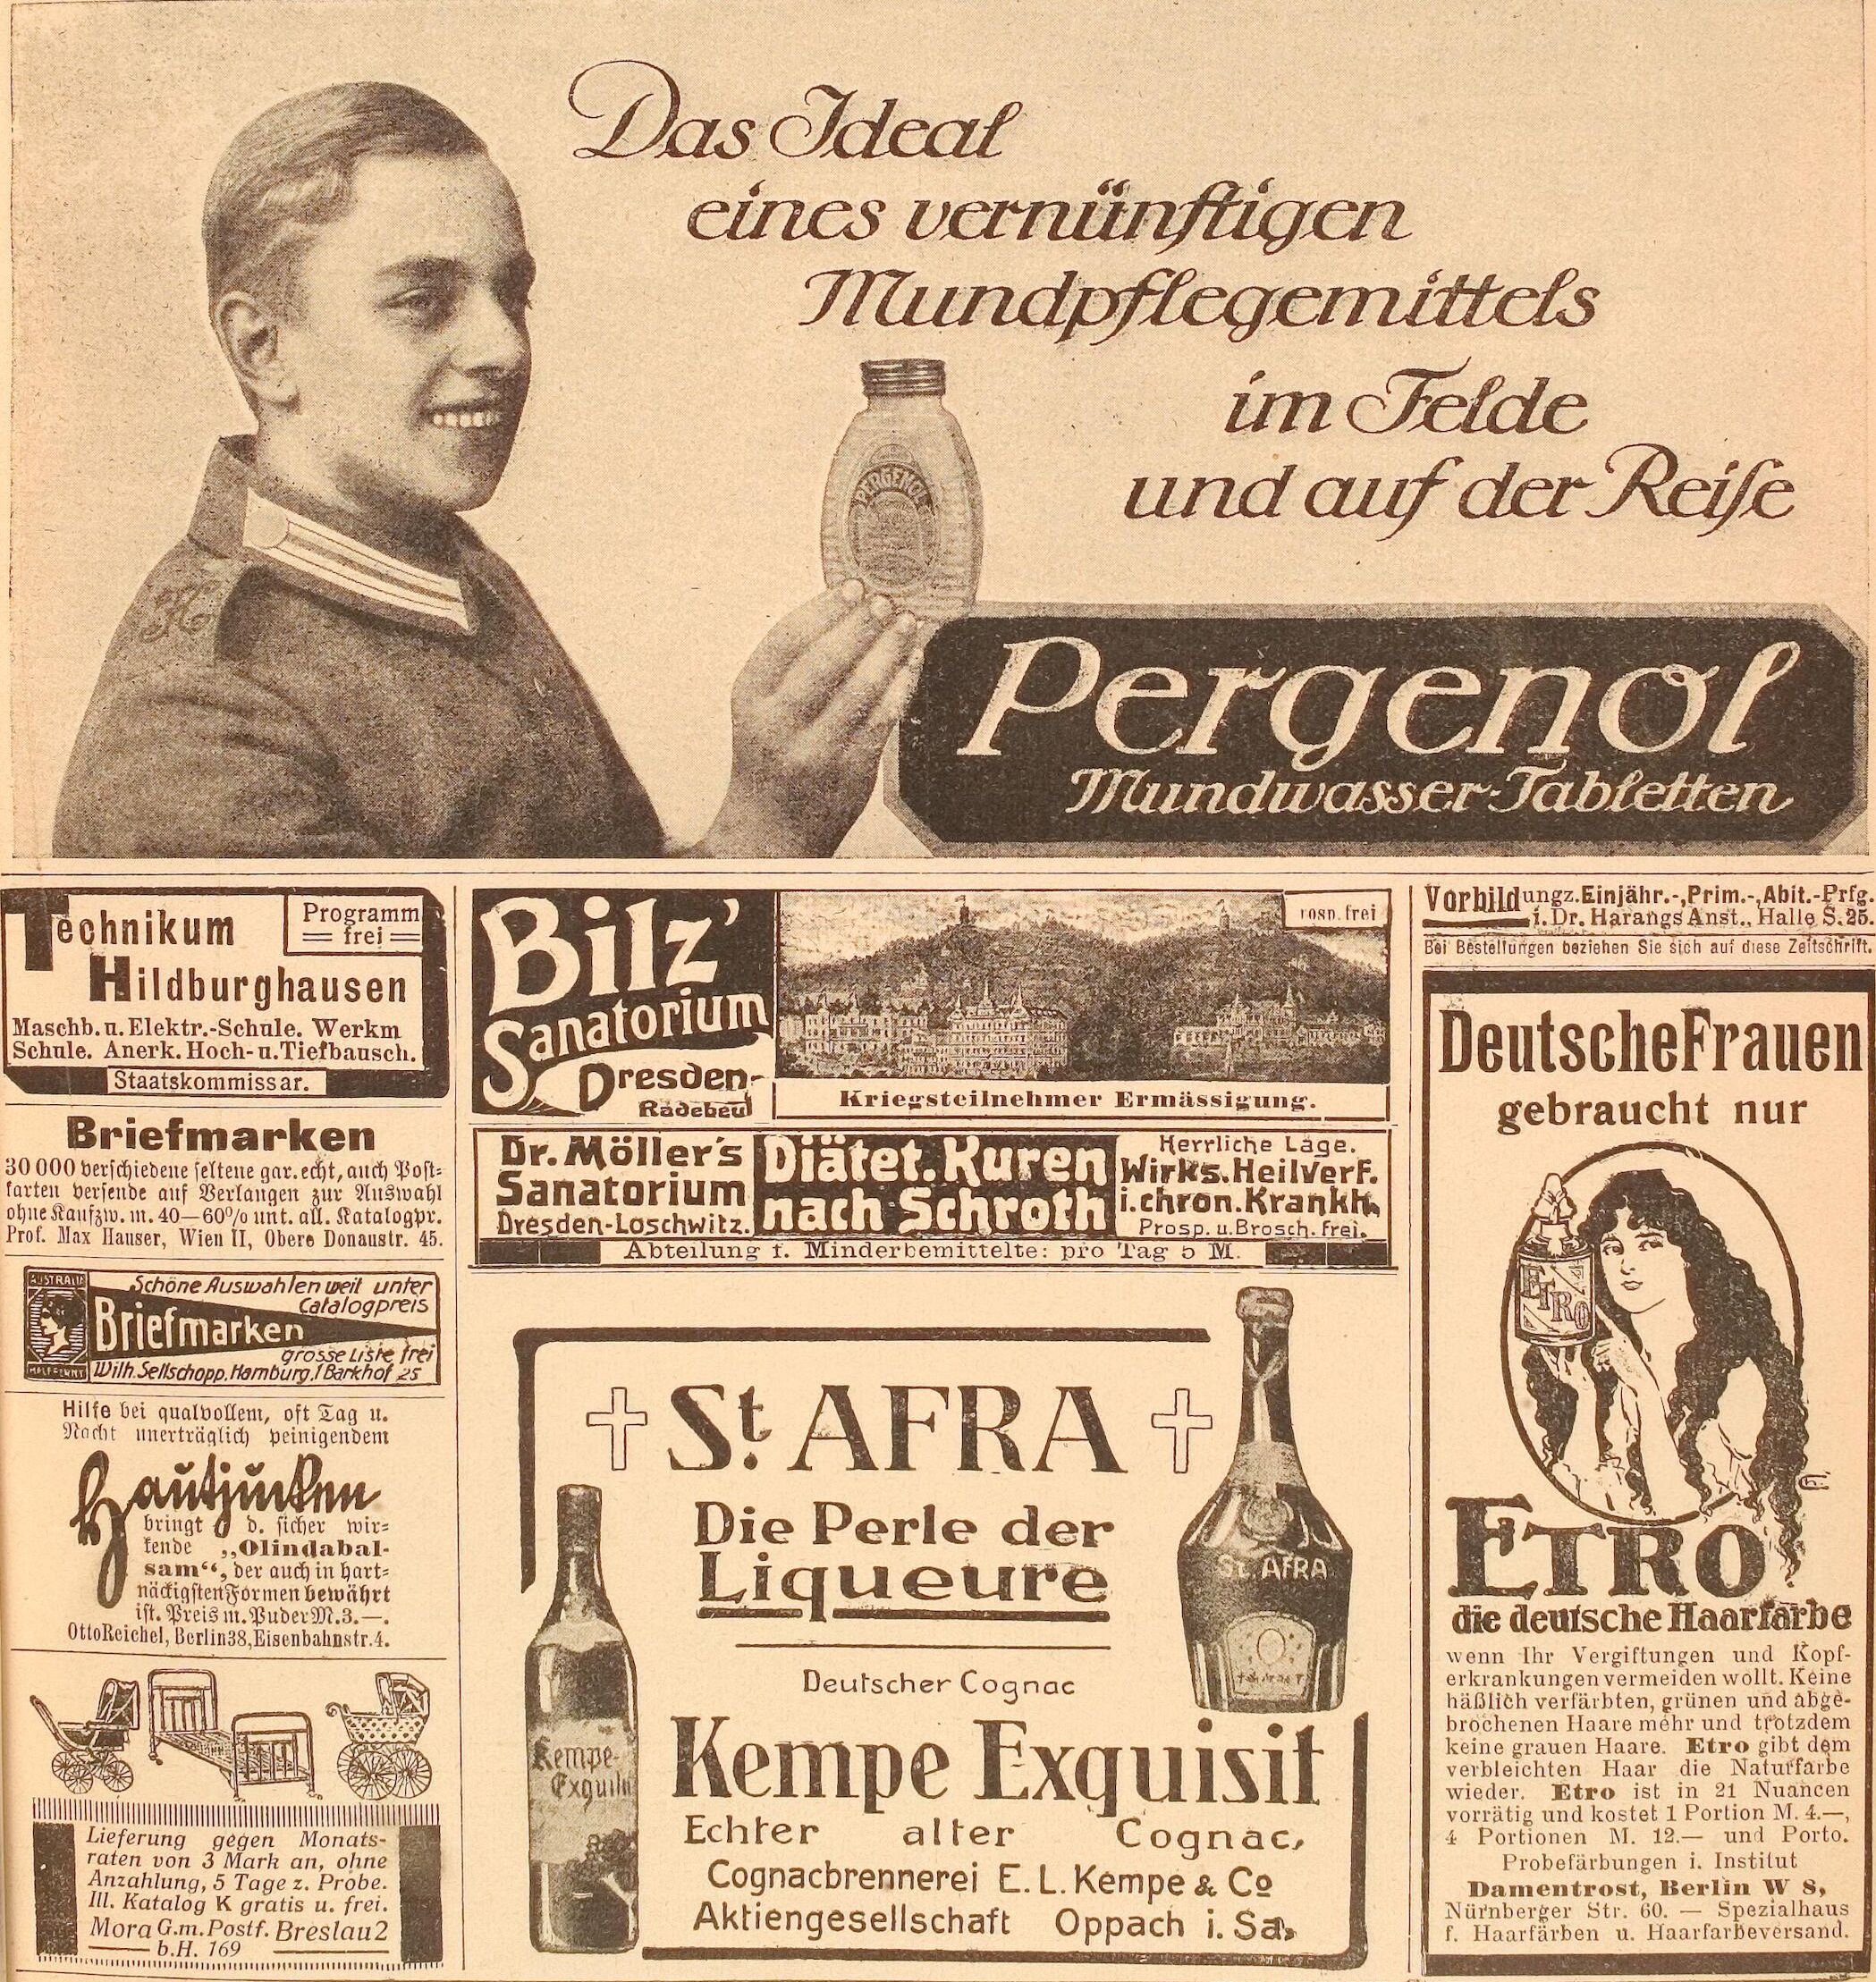 Das Ideal
eines vernünftigen
Mundpflegemittels
im Felde
und auf der Reiſe
PERGENOL
Pergenol
Mundwasser-Tabletten
Technikum
Programm
frei
Hildburghausen
Maschb. u. Elektr.-Schule. Werkm
Schule. Anerk. Hoch- u. Tiefbausch.
Staatskommissar.
Briefmarken
30 000 verſchiedene ſeltene gar. echt, auch Poſt-
karten verſende auf Verlangen zur Auswahl
ohne Kaufzw. m. 40—60% unt. all. Katalogpr.
Prof. Max Hauser, Wien II, Obere Donaustr. 45.
AUSTRALIA
HALFPENNY
Schöne Auswahlen weit unter
Catalogpreis
Briefmarken
grosse Liste frei
Wilh. Sellschopp, Hamburg, 1 Barkhof 25
Hilfe bei qualvollem, oft Tag u.
Nacht unerträglich peinigendem
Hautjucken
bringt d. ſicher wir-
kende „Olindabal-
sam“, der auch in hart-
näckigſten Formen bewährt
iſt. Preis m. Puder M. 3.—.
Otto Reichel, Berlin 38, Eisenbahnstr. 4.
Lieferung gegen Monats-
raten von 3 Mark an, ohne
Anzahlung, 5 Tage z. Probe.
Ill. Katalog K gratis u. frei.
Mora G.m. Postf. Breslau 2
b.H. 169
Bilz'
Sanatorium
Dresden-
Radebeul
rosp. frei
Kriegsteilnehmer Ermässigung.
Dr. Möller's
Sanatorium
Dresden-Loschwitz.
Diätet. Kuren
nach Schroth
Herrliche Lage.
Wirks. Heilverf.
i. chron. Krankh.
Prosp. u. Brosch. frei.
Abteilung f. Minderbemittelte: pro Tag 5 M.
St. AFRA
Die Perle der
Liqueure
St. AFRA
Deutscher Cognac
Kempe-
Exquisit
Kempe Exquisit
Echter alter Cognac,
Cognacbrennerei E. L. Kempe & Co
Aktiengesellschaft Oppach i. Sa.
Vorbildungz. Einjähr.-, Prim.-, Abit.-Prfg.
i. Dr. Harangs Anst., Halle S. 25.
Bei Bestellungen beziehen Sie sich auf diese Zeitschrift.
Deutsche Frauen
gebraucht nur
ETRO
ETRO
die deutsche Haarfarbe
wenn Ihr Vergiftungen und Kopf-
erkrankungen vermeiden wollt. Keine
häßlich verfärbten, grünen und abge-
brochenen Haare mehr und trotzdem
keine grauen Haare. Etro gibt dem
verbleichten Haar die Naturfarbe
wieder. Etro ist in 21 Nuancen
vorrätig und kostet 1 Portion M. 4.—,
4 Portionen M. 12.— und Porto.
Probefärbungen i. Institut
Damentrost, Berlin W 8,
Nürnberger Str. 60. — Spezialhaus
f. Haarfärben u. Haarfarbeversand.